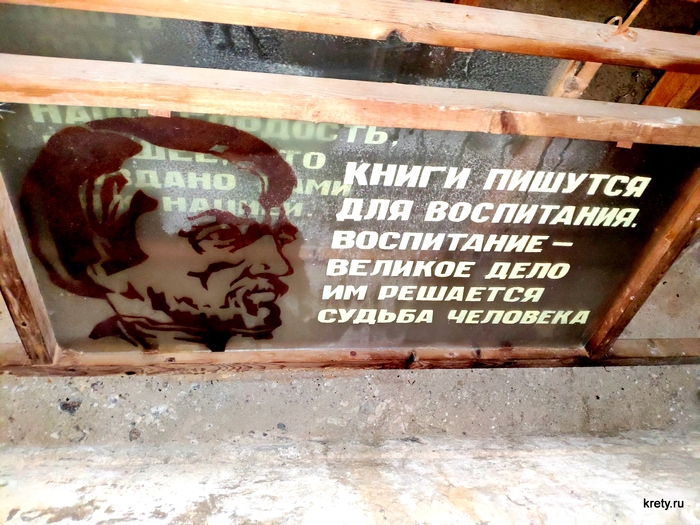 КНИГИ ПИШУТСЯ
ДЛЯ ВОСПИТАНИЯ.
ВОСПИТАНИЕ –
ВЕЛИКОЕ ДЕЛО
ИМ РЕШАЕТСЯ
СУДЬБА ЧЕЛОВЕКА
krety.ru